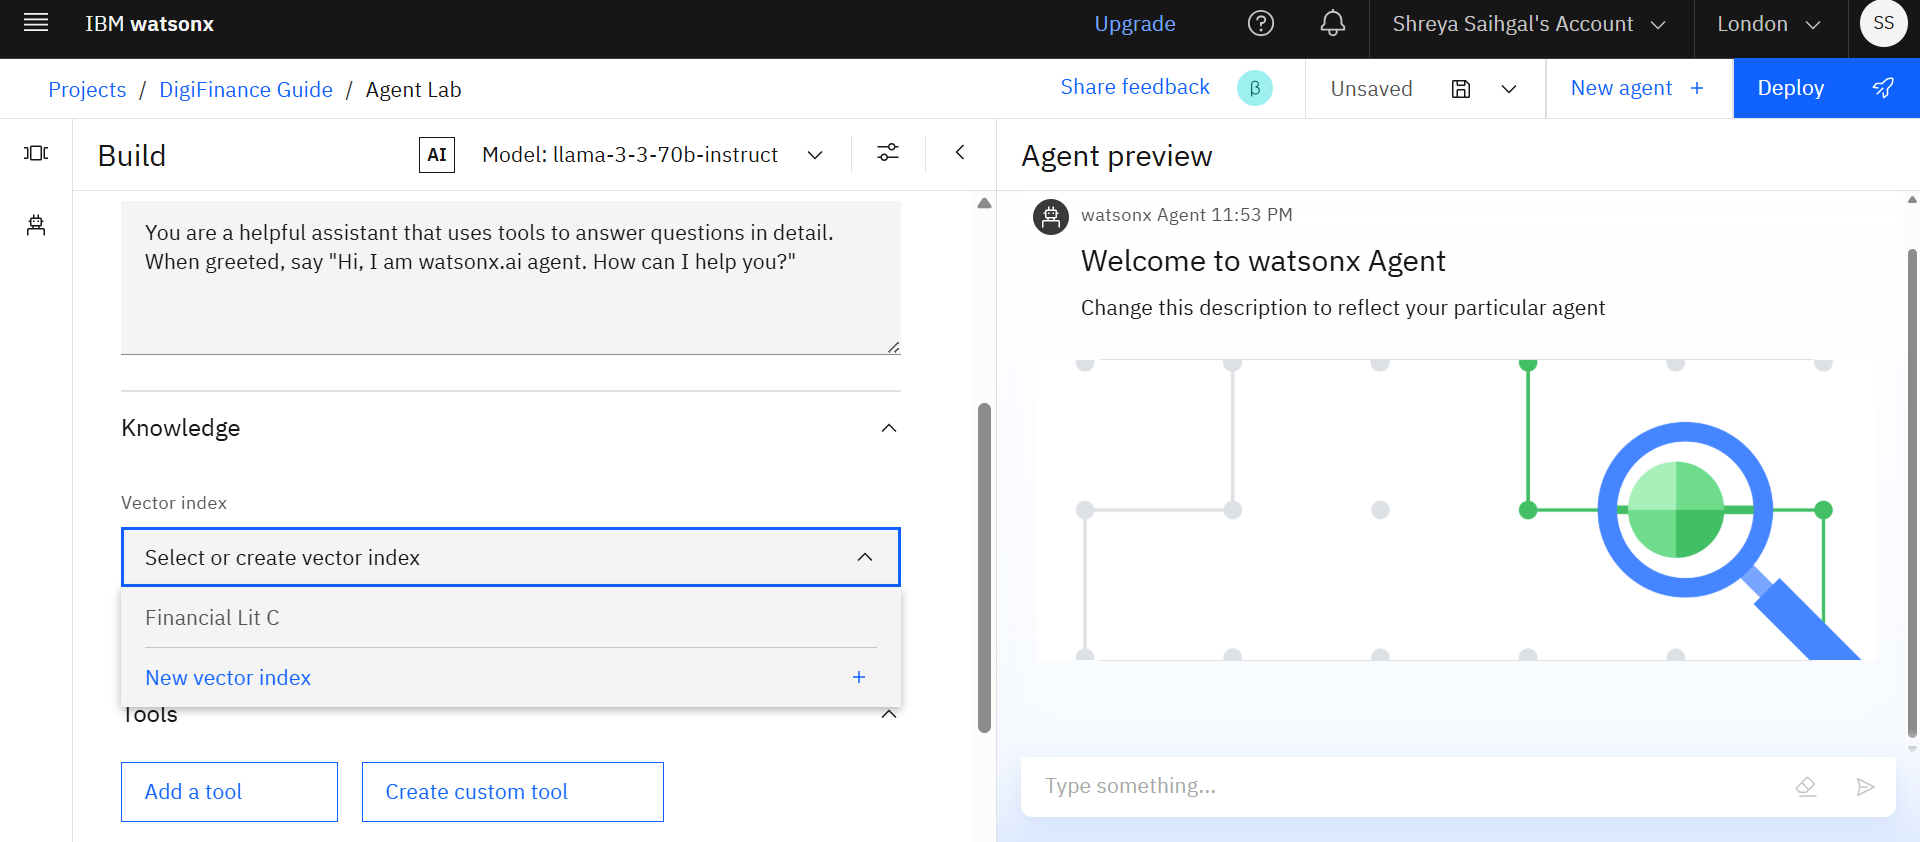 IBM watsonx
Upgrade
Shreya Saihgal's Account
London
SS
Projects / DigiFinance Guide / Agent Lab
Share feedback
β
Unsaved
New agent +
Deploy
Build
AI
Model: llama-3-3-70b-instruct
You are a helpful assistant that uses tools to answer questions in detail.
When greeted, say "Hi, I am watsonx.ai agent. How can I help you?"
Knowledge
Vector index
Select or create vector index
Financial Lit C
New vector index +
Tools
Add a tool
Create custom tool
Agent preview
watsonx Agent 11:53 PM
Welcome to watsonx Agent
Change this description to reflect your particular agent
Type something...